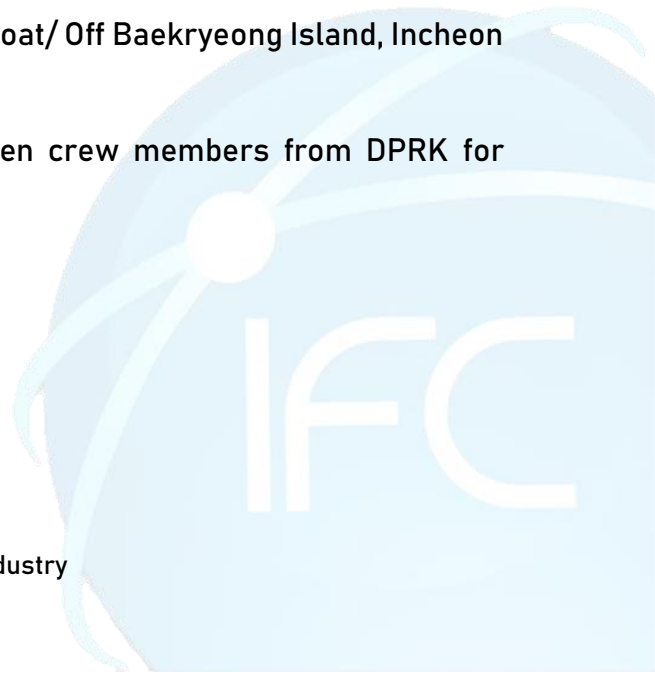 oat/ Off Baekryeong Island, Incheon
en crew members from DPRK for
IFC
dustry